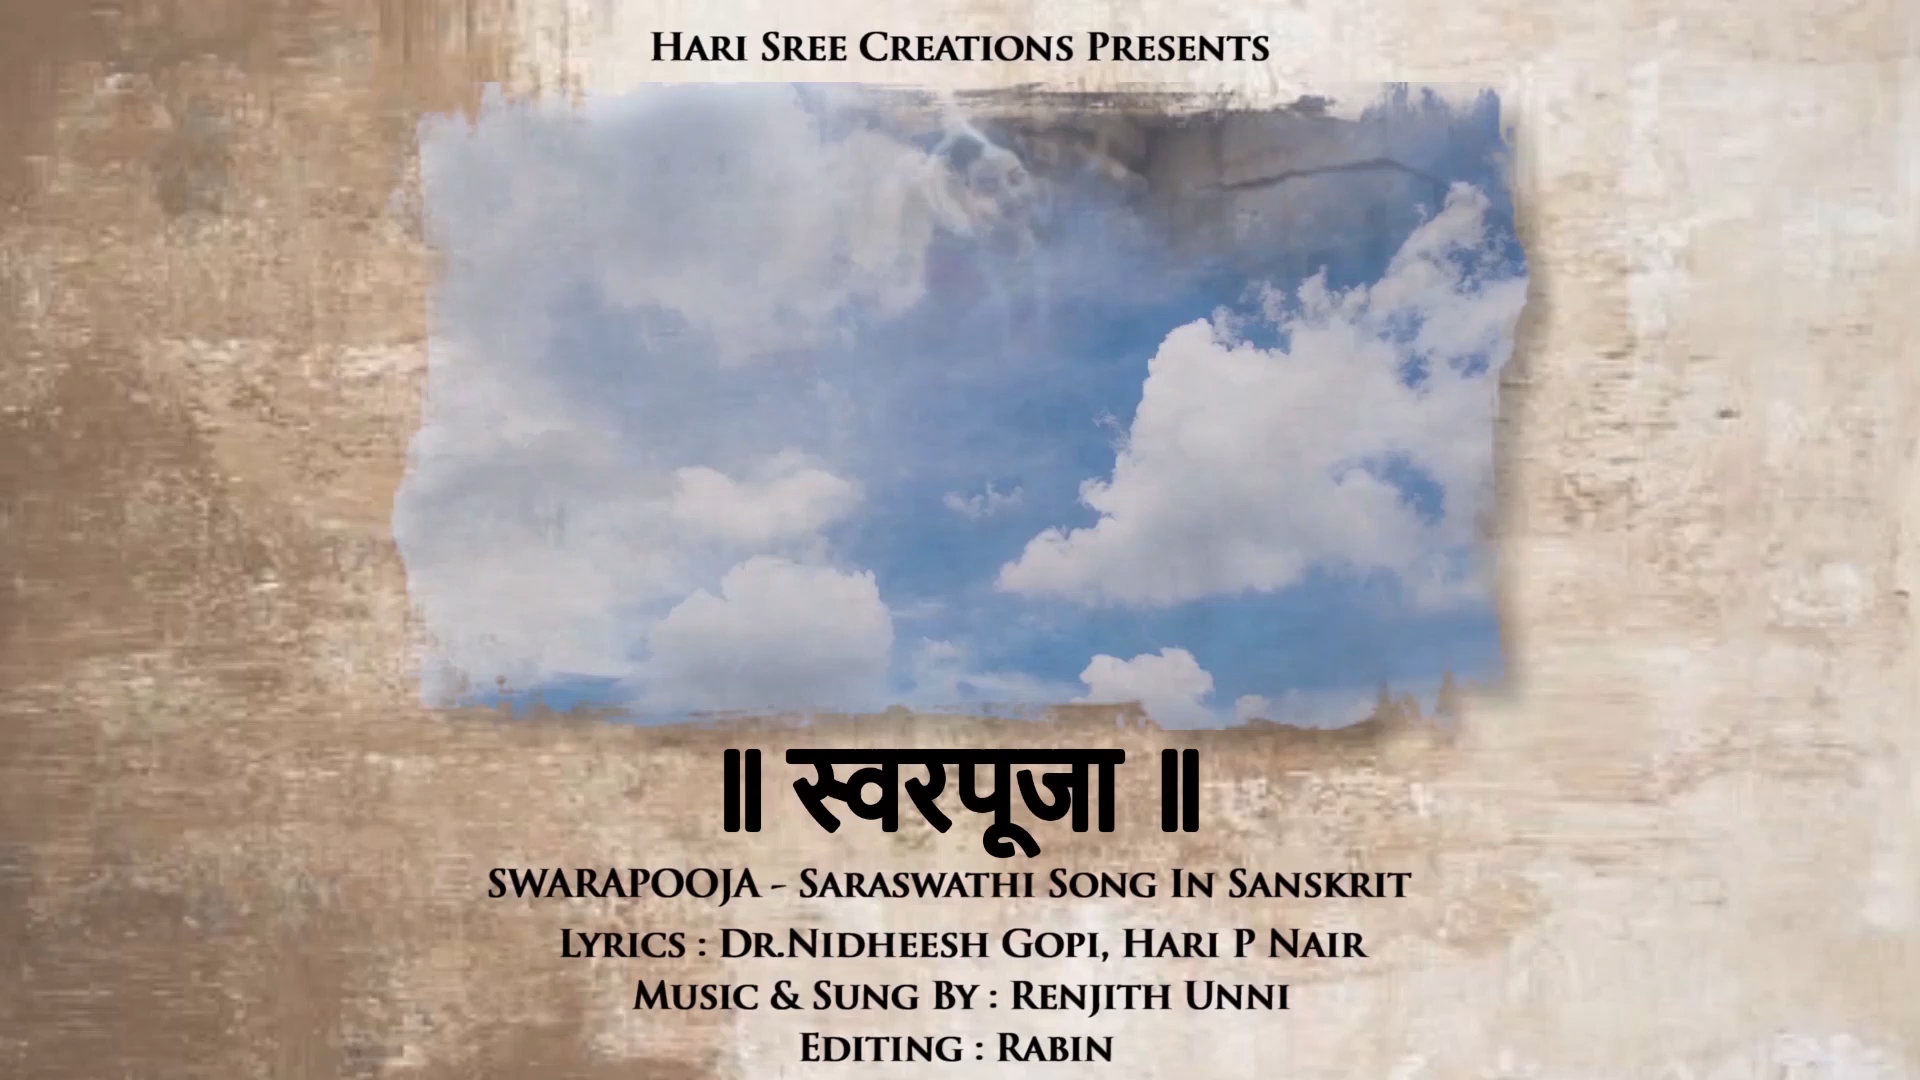 Hari Sree Creations Presents
॥ स्वरपूजा ॥
SWARAPOOJA - Saraswathi Song In Sanskrit
Lyrics : Dr.Nidheesh Gopi, Hari P Nair
Music & Sung By : Renjith Unni
Editing : Rabin